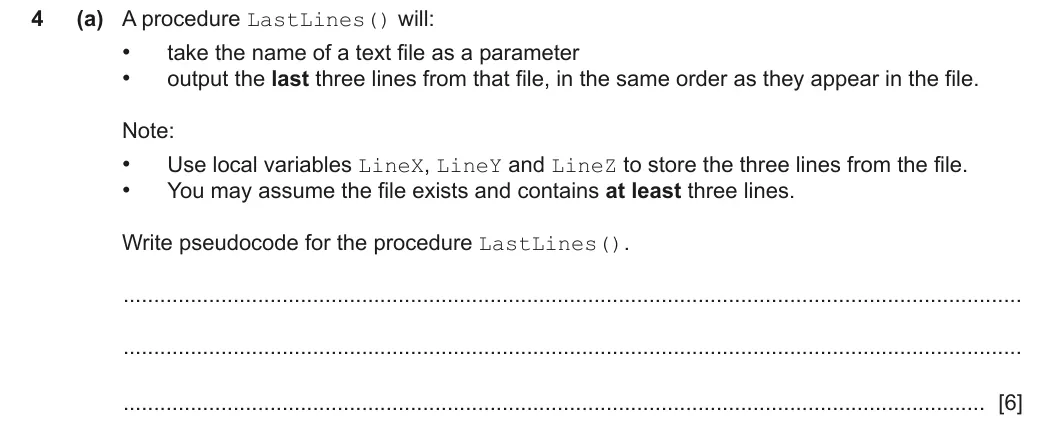 4 (a) A procedure LastLines() will:
• take the name of a text file as a parameter
• output the last three lines from that file, in the same order as they appear in the file.
Note:
• Use local variables LineX, LineY and LineZ to store the three lines from the file.
• You may assume the file exists and contains at least three lines.
Write pseudocode for the procedure LastLines().
[6]